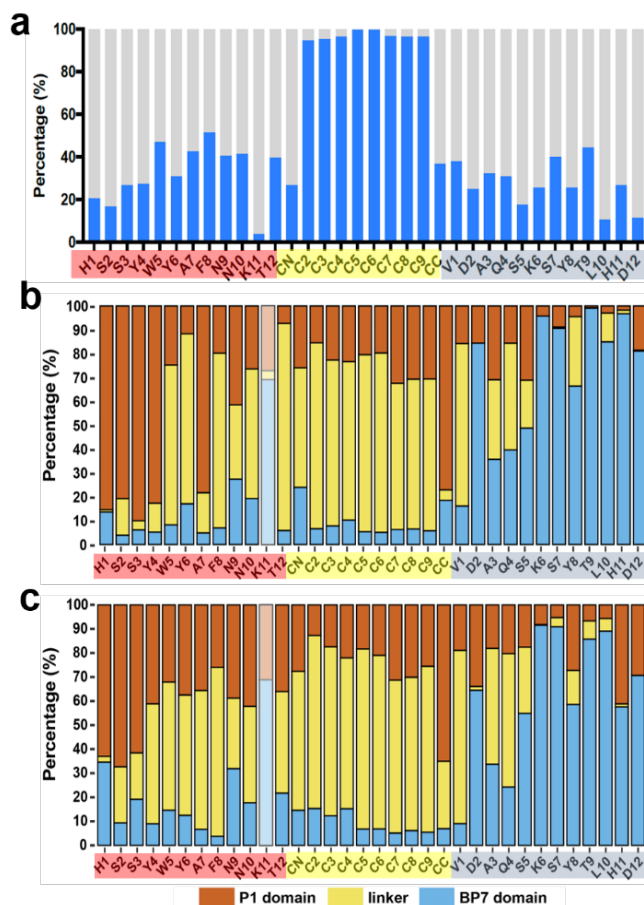 a
Percentage (%)
100
80
60
40
20
0
H1 S2 S3 Y4 W5 Y6 A7 F8 N9 N10 K11 T12 CN C2 C3 C4 C5 C6 C7 C8 C9 CC V1 D2 A3 Q4 S5 K6 S7 Y8 T9 L10 H11 D12
b
Percentage (%)
100
90
80
70
60
50
40
30
20
10
0
H1 S2 S3 Y4 W5 Y6 A7 F8 N9 N10 K11 T12 CN C2 C3 C4 C5 C6 C7 C8 C9 CC V1 D2 A3 Q4 S5 K6 S7 Y8 T9 L10 H11 D12
c
Percentage (%)
100
90
80
70
60
50
40
30
20
10
0
H1 S2 S3 Y4 W5 Y6 A7 F8 N9 N10 K11 T12 CN C2 C3 C4 C5 C6 C7 C8 C9 CC V1 D2 A3 Q4 S5 K6 S7 Y8 T9 L10 H11 D12
P1 domain linker BP7 domain